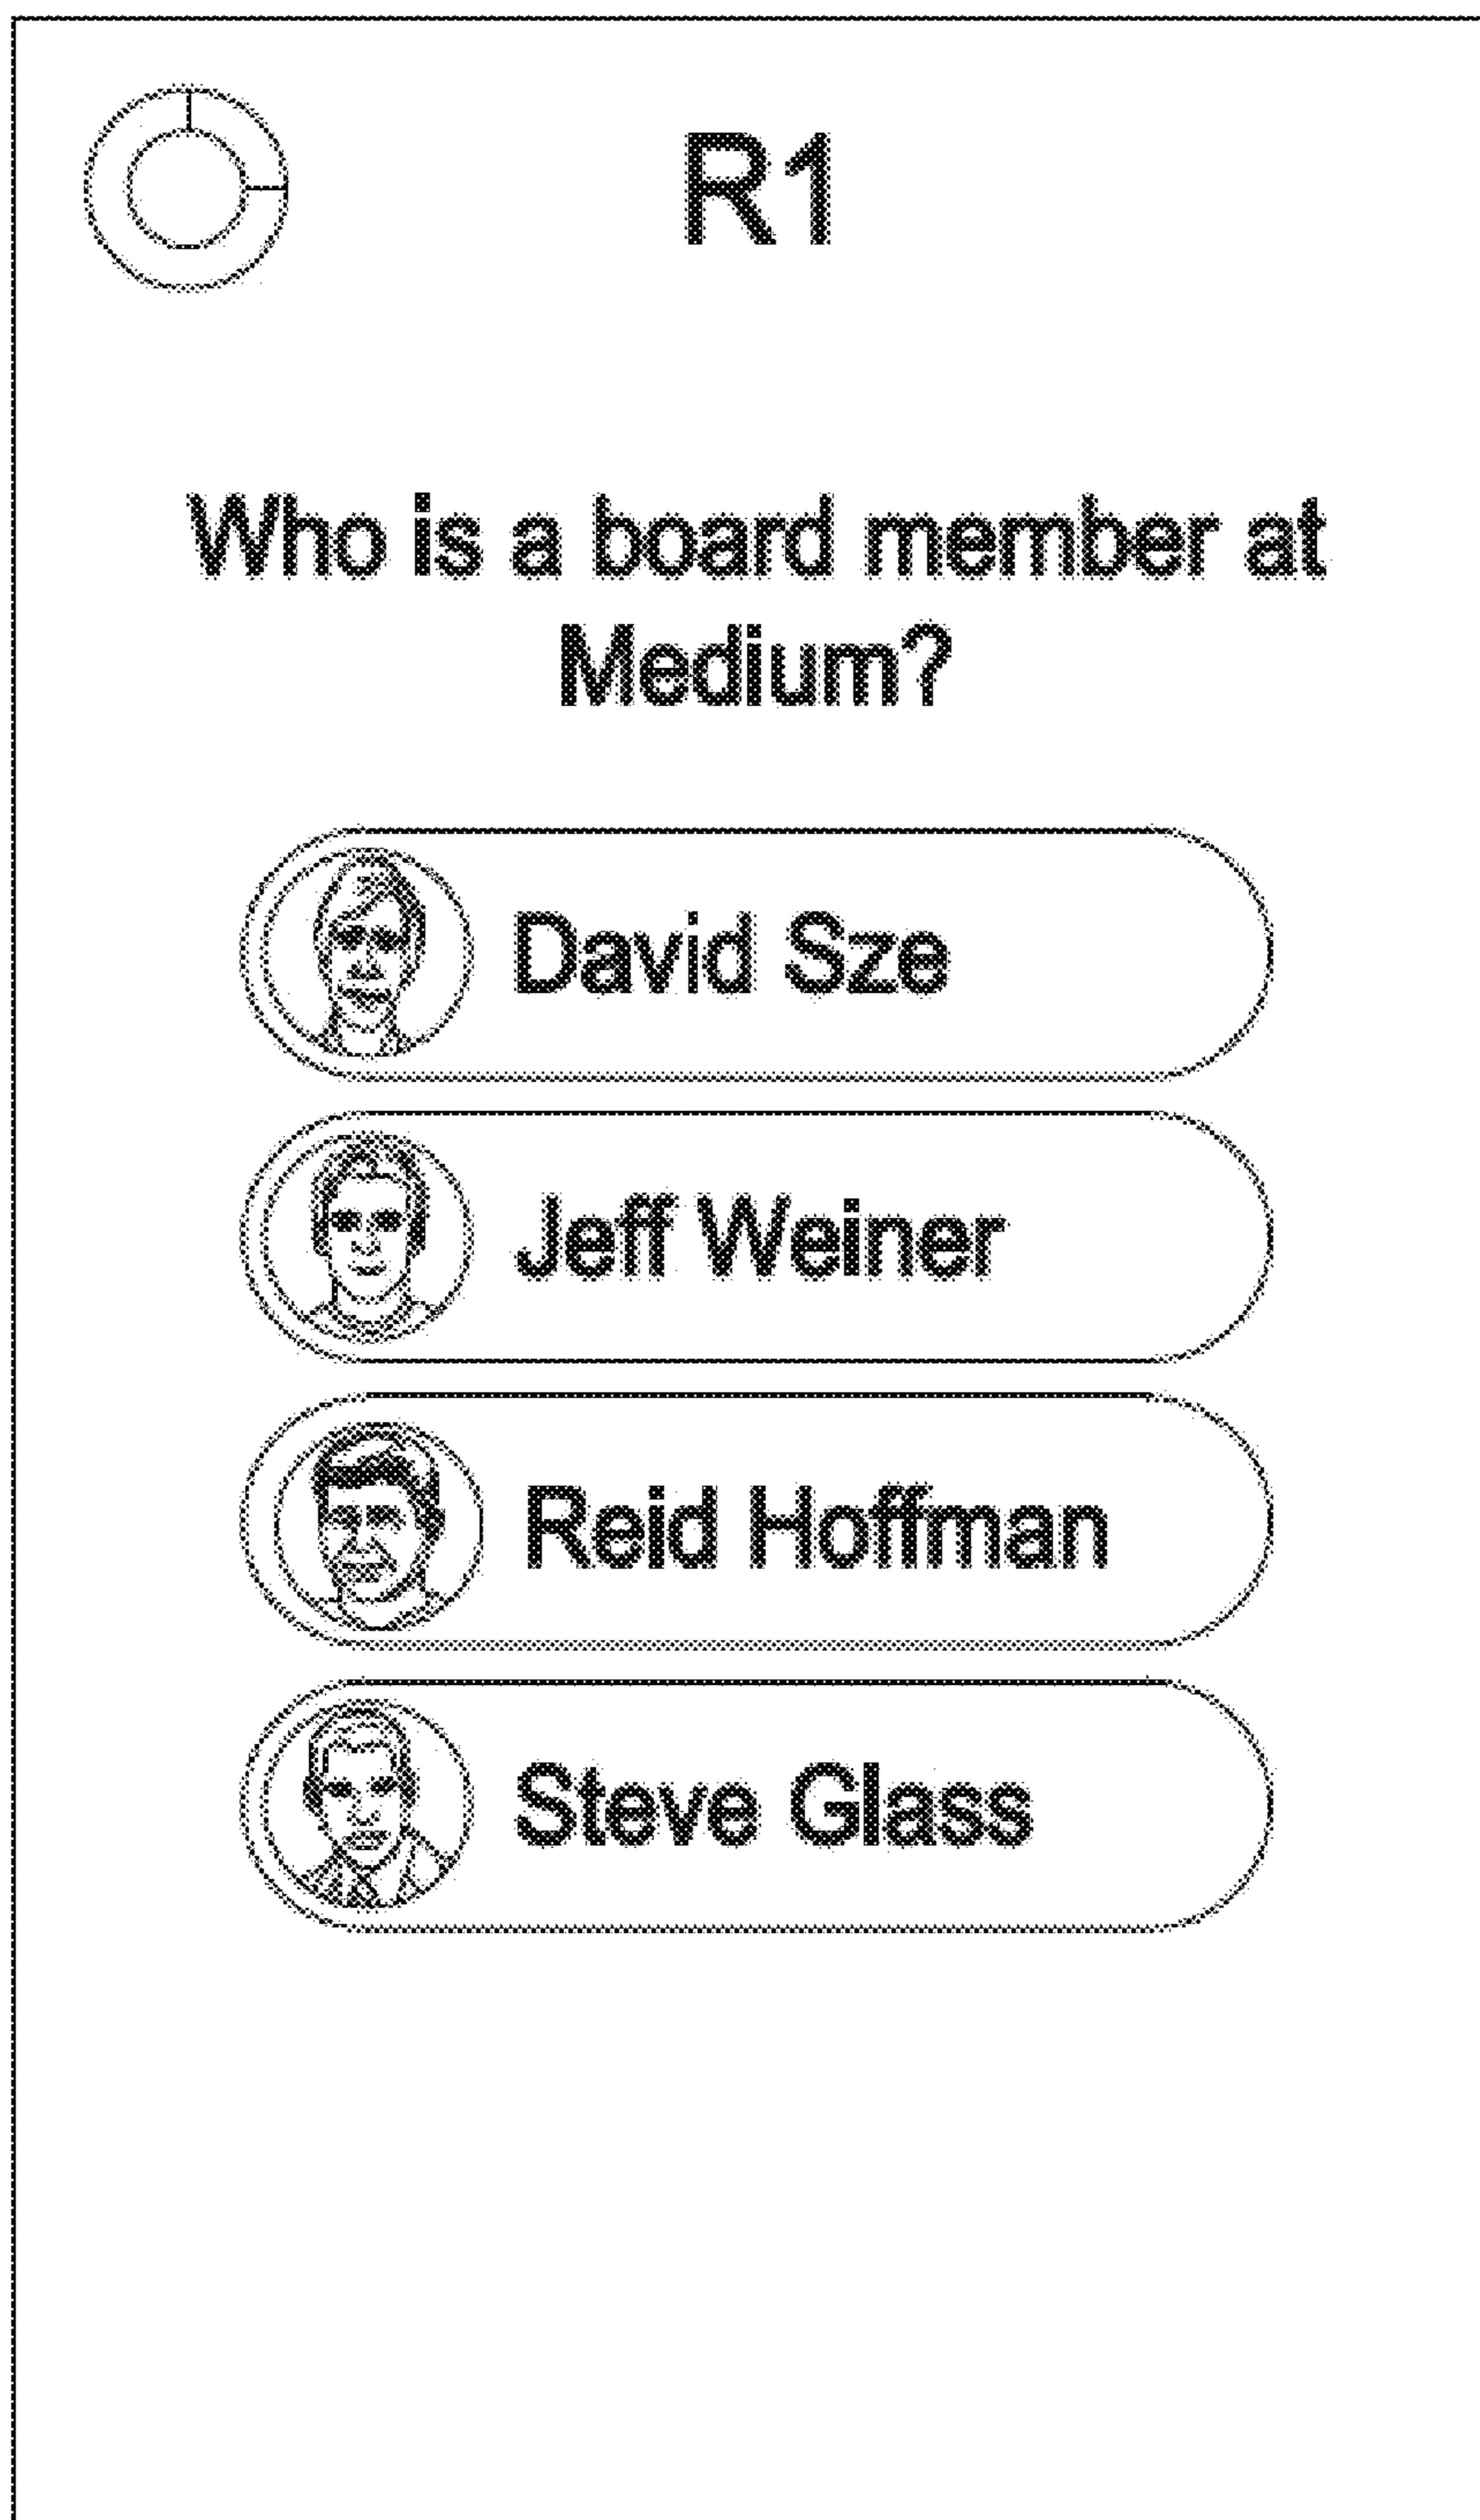 R1
Who is a board member at
Medium?
David Sze
Jeff Weiner
Reid Hoffman
Steve Glass